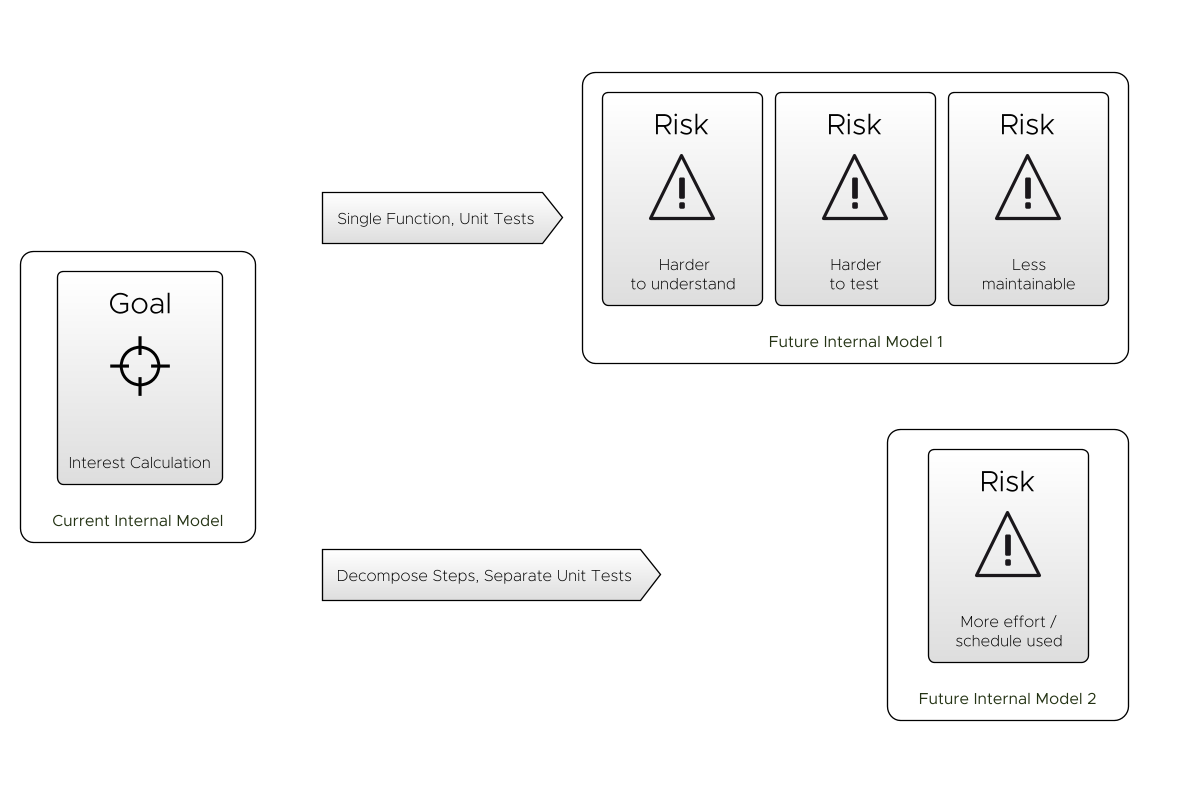 Goal
Interest Calculation
Current Internal Model
Single Function, Unit Tests
Risk
Harder
to understand
Risk
Harder
to test
Risk
Less
maintainable
Future Internal Model 1
Decompose Steps, Separate Unit Tests
Risk
More effort /
schedule used
Future Internal Model 2